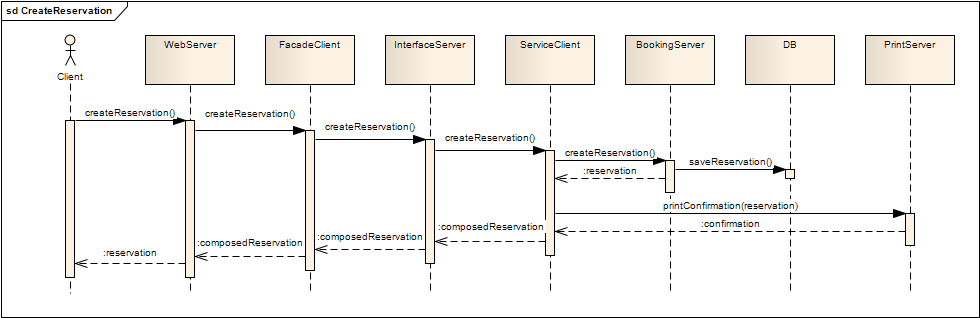 sd CreateReservation
Client
WebServer
FacadeClient
InterfaceServer
ServiceClient
BookingServer
DB
PrintServer
createReservation()
createReservation()
createReservation()
createReservation()
createReservation()
saveReservation()
:reservation
printConfirmation(reservation)
:confirmation
:composedReservation
:composedReservation
:composedReservation
:reservation